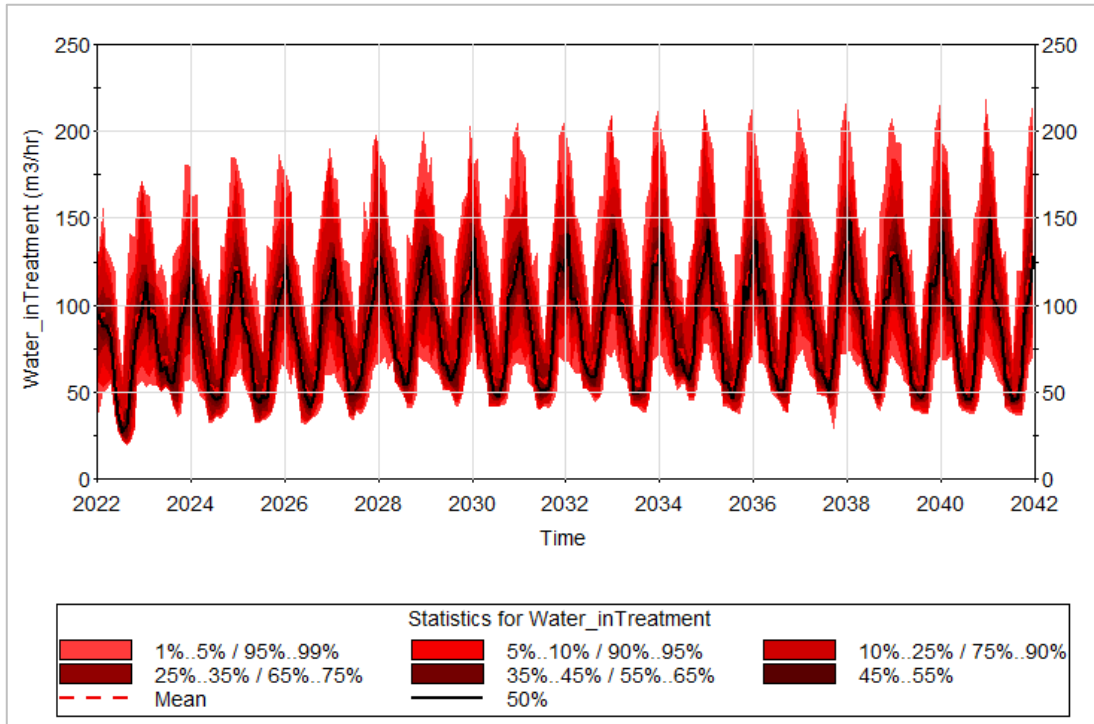 250 250
200 200
150 150
100 100
50 50
0 0
Water_inTreatment (m3/hr)
2022 2024 2026 2028 2030 2032 2034 2036 2038 2040 2042
Time
Statistics for Water_inTreatment
1%..5% / 95%..99% 5%..10% / 90%..95% 10%..25% / 75%..90%
25%..35% / 65%..75% 35%..45% / 55%..65% 45%..55%
Mean 50%